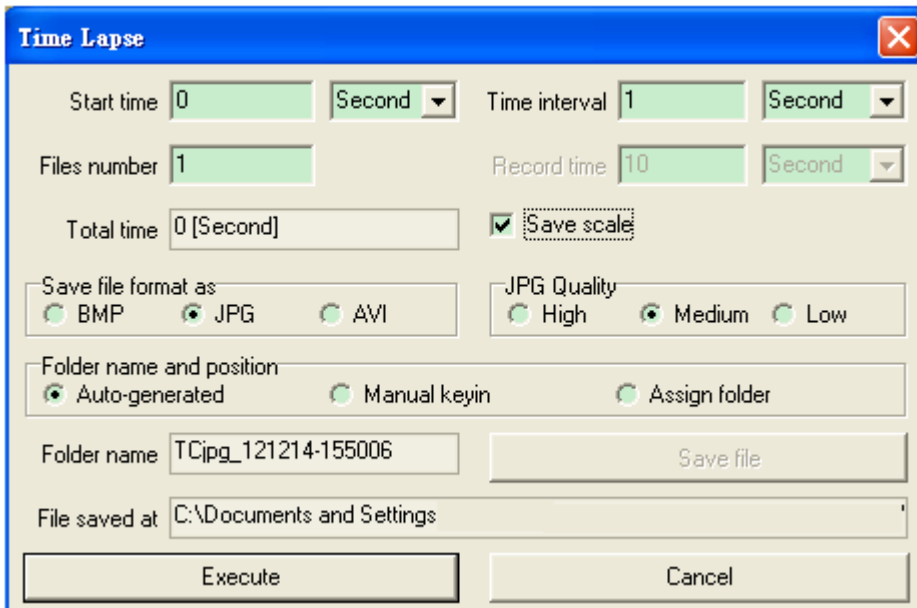 Time Lapse
Start time 0 Second Time interval 1 Second
Files number 1 Record time 10 Second
Total time 0 [Second] Save scale
Save file format as JPG Quality
BMP JPG AVI High Medium Low
Folder name and position
Auto-generated Manual keyin Assign folder
Folder name TCjpg_121214-155006 Save file
File saved at C:\Documents and Settings '
Execute Cancel